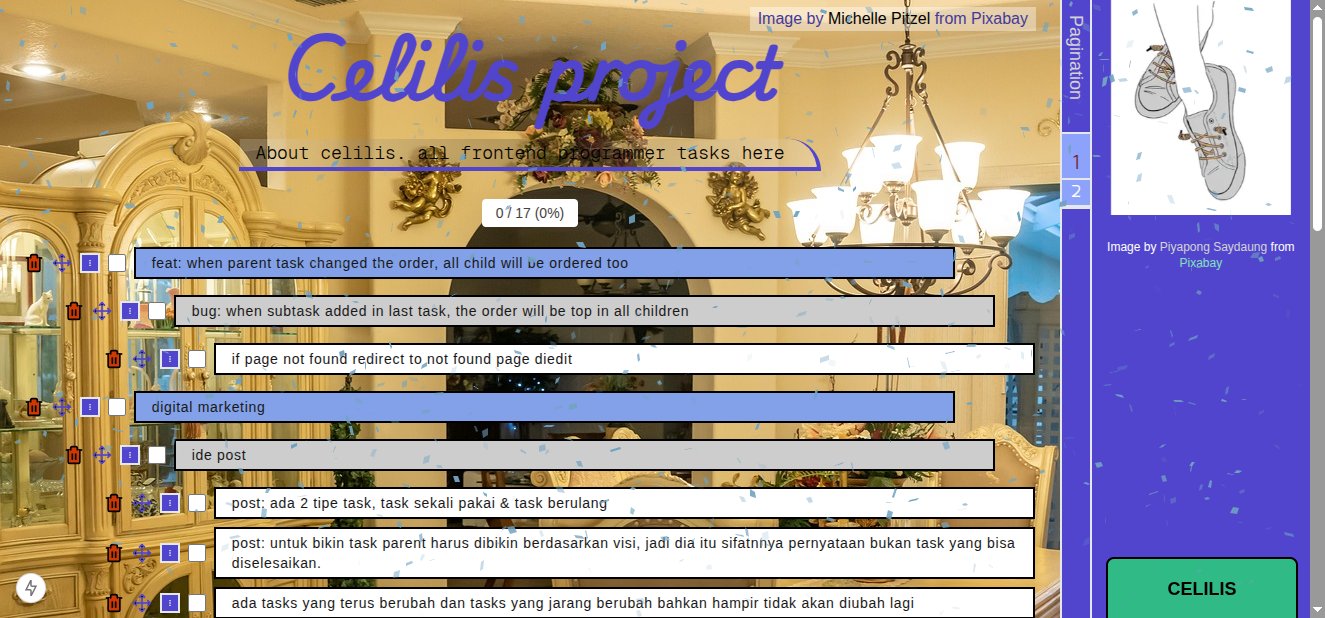 Image by Michelle Pitzel from Pixabay
Celilis project
About celilis. all frontend programmer tasks here
0 / 17 (0%)
feat: when parent task changed the order, all child will be ordered too
bug: when subtask added in last task, the order will be top in all children
if page not found redirect to not found page diedit
digital marketing
ide post
post: ada 2 tipe task, task sekali pakai & task berulang
post: untuk bikin task parent harus dibikin berdasarkan visi, jadi dia itu sifatnnya pernyataan bukan task yang bisa
diselesaikan.
ada tasks yang terus berubah dan tasks yang jarang berubah bahkan hampir tidak akan diubah lagi
Pagination
1
2
Image by Piyapong Saydaung from
Pixabay
CELILIS